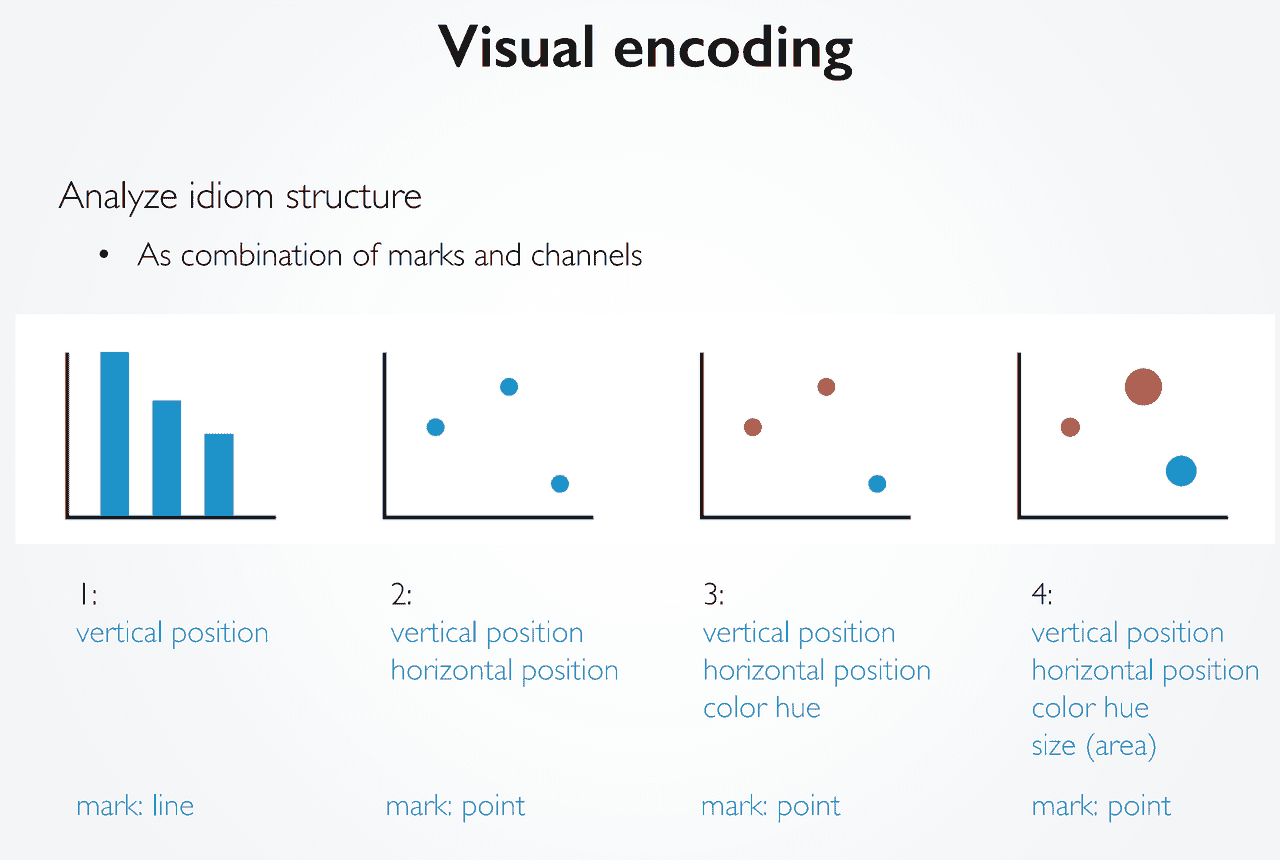 Visual encoding
Analyze idiom structure
• As combination of marks and channels
1:
vertical position
mark: line
2:
vertical position
horizontal position
mark: point
3:
vertical position
horizontal position
color hue
mark: point
4:
vertical position
horizontal position
color hue
size (area)
mark: point